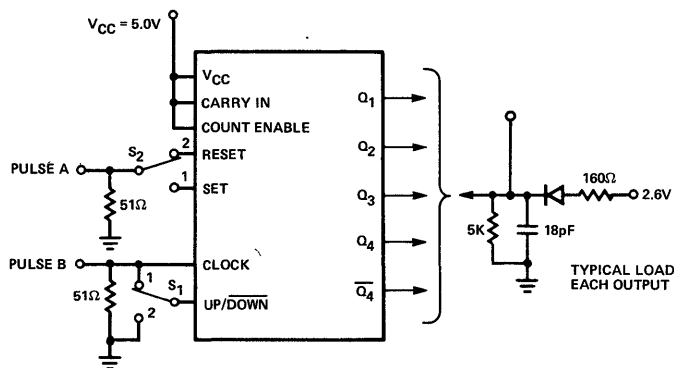 V_CC = 5.0V
V_CC
CARRY IN
COUNT ENABLE
PULSE A
S_2
2
RESET
1
SET
51Ω
PULSE B
CLOCK
51Ω
1
S_1
2
UP/D̅O̅W̅N̅
Q_1
Q_2
Q_3
Q_4
Q̅_4
5K
18pF
160Ω
2.6V
TYPICAL LOAD
EACH OUTPUT